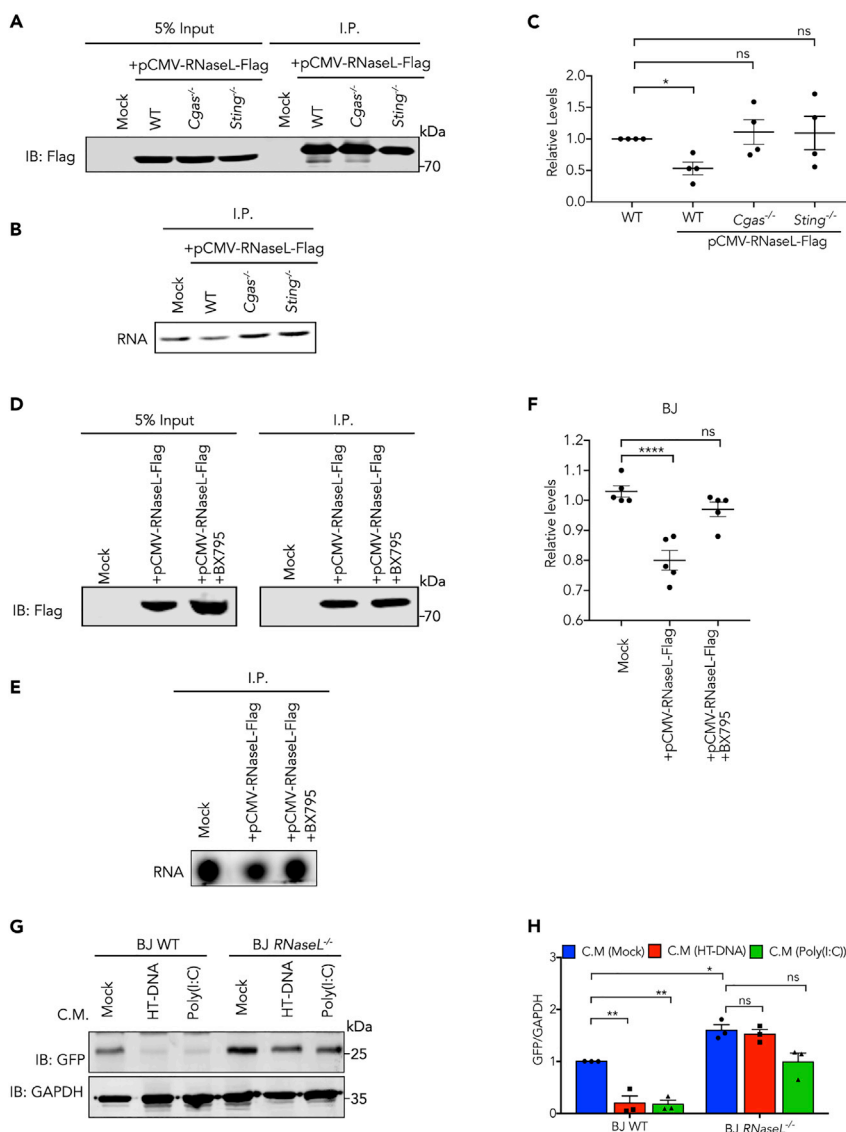 A
5% Input
I.P.
+pCMV-RNaseL-Flag
+pCMV-RNaseL-Flag
Mock
WT
Cgas-/-
Sting-/-
Mock
WT
Cgas-/-
Sting-/-
kDa
IB: Flag
70
B
I.P.
+pCMV-RNaseL-Flag
Mock
WT
Cgas-/-
Sting-/-
RNA
C
ns
ns
*
Relative Levels
2.0
1.5
1.0
0.5
0.0
WT
WT
Cgas-/-
Sting-/-
pCMV-RNaseL-Flag
D
5% Input
I.P.
Mock
+pCMV-RNaseL-Flag
+pCMV-RNaseL-Flag
+BX795
Mock
+pCMV-RNaseL-Flag
+pCMV-RNaseL-Flag
+BX795
kDa
IB: Flag
70
E
I.P.
Mock
+pCMV-RNaseL-Flag
+pCMV-RNaseL-Flag
+BX795
RNA
F
BJ
ns
****
Relative levels
1.2
1.1
1.0
0.9
0.8
0.6
Mock
+pCMV-RNaseL-Flag
+pCMV-RNaseL-Flag
+BX795
G
BJ WT
BJ RNaseL-/-
C.M.
Mock
HT-DNA
Poly(I:C)
Mock
HT-DNA
Poly(I:C)
kDa
IB: GFP
25
IB: GAPDH
35
H
C.M (Mock)
C.M (HT-DNA)
C.M (Poly(I:C))
*
ns
**
**
ns
GFP/GAPDH
3
2
1
0
BJ WT
BJ RNaseL-/-